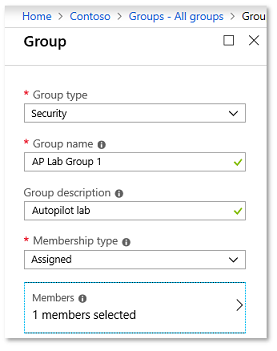 Home > Contoso > Groups - All groups > Grou
Group
* Group type
Security
* Group name
AP Lab Group 1
Group description
Autopilot lab
* Membership type
Assigned
Members
1 members selected